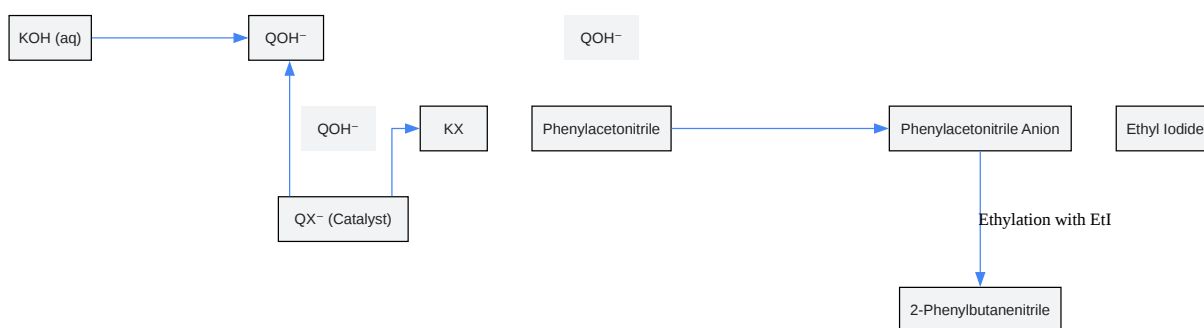 KOH (aq)
QOH⁻
QOH⁻
QOH⁻
KX
Phenylacetonitrile
Phenylacetonitrile Anion
Ethyl Iodide
QX⁻ (Catalyst)
Ethylation with EtI
2-Phenylbutanenitrile